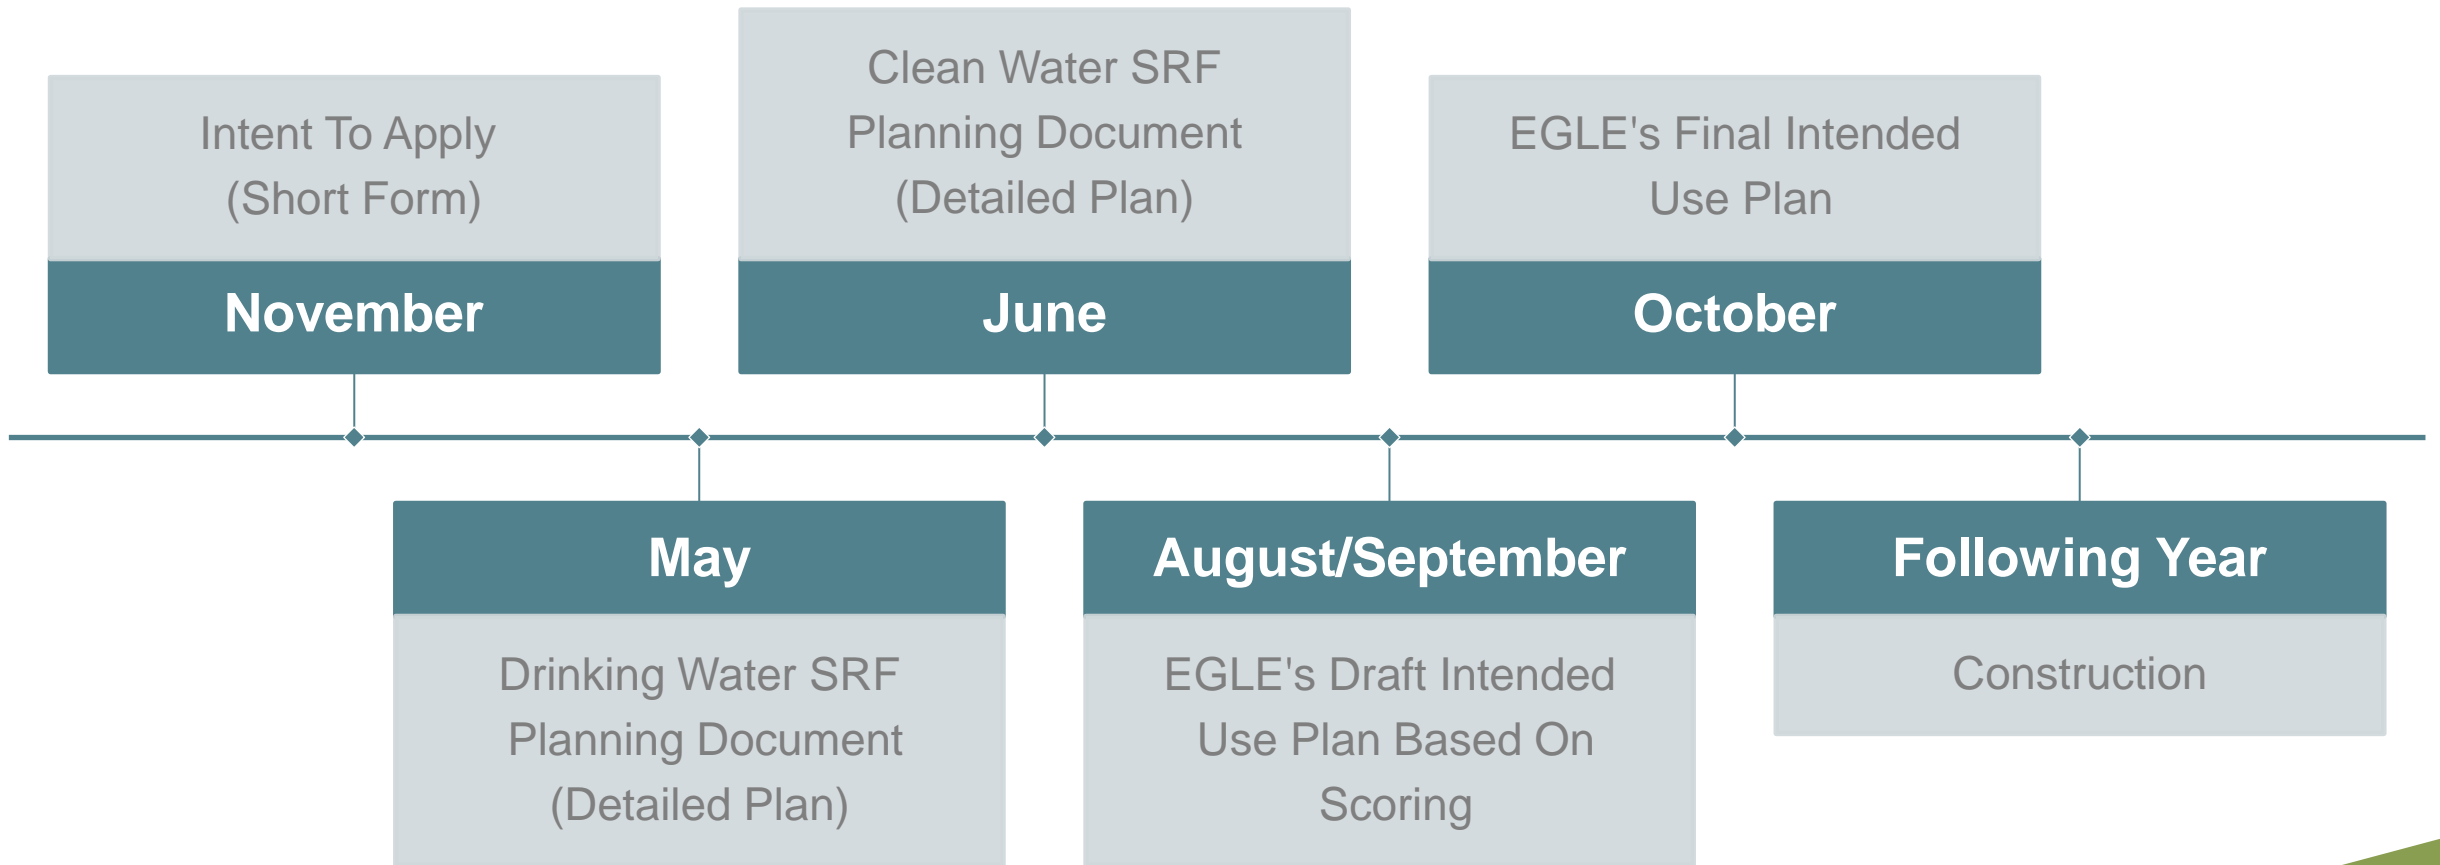 Intent To Apply
(Short Form)
November
May
Drinking Water SRF
Planning Document
(Detailed Plan)
Clean Water SRF
Planning Document
(Detailed Plan)
June
August/September
EGLE's Draft Intended
Use Plan Based On
Scoring
EGLE's Final Intended
Use Plan
October
Following Year
Construction